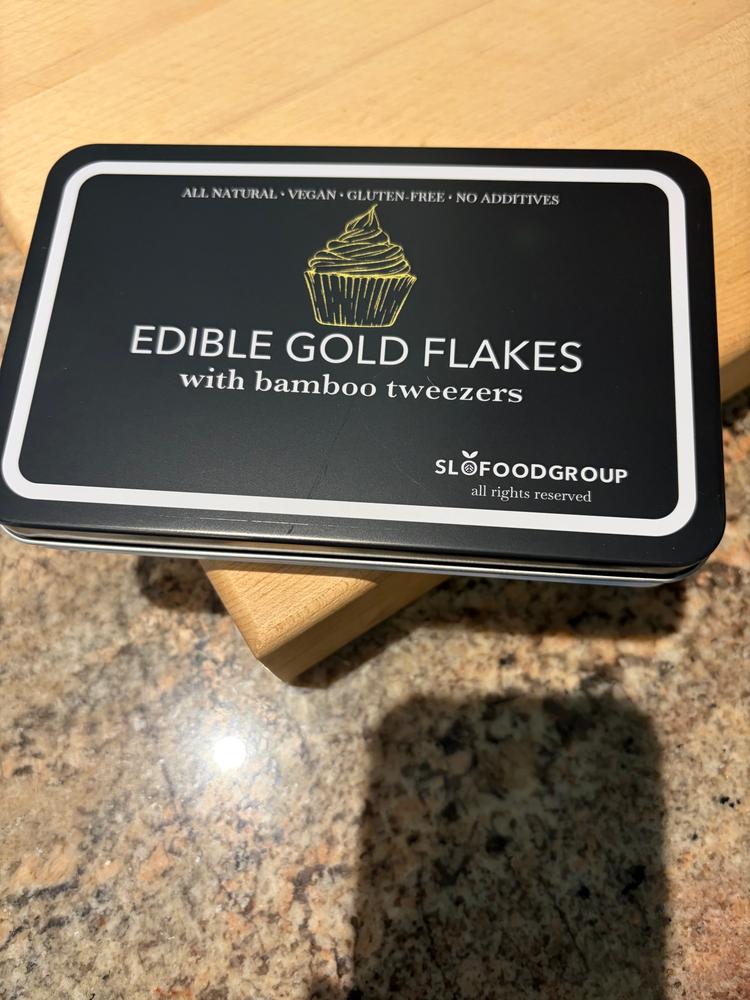 ALL NATURAL • VEGAN • GLUTEN-FREE • NO ADDITIVES
EDIBLE GOLD FLAKES
with bamboo tweezers
SLOFOODGROUP
all rights reserved